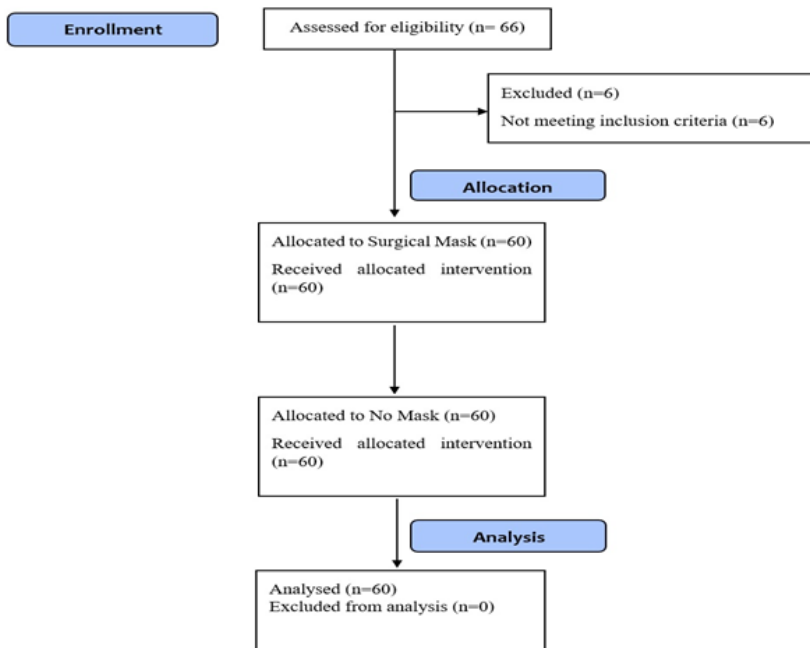 Enrollment
Assessed for eligibility (n= 66)
Excluded (n=6)
Not meeting inclusion criteria (n=6)
Allocation
Allocated to Surgical Mask (n=60)
Received allocated intervention
(n=60)
Allocated to No Mask (n=60)
Received allocated intervention
(n=60)
Analysis
Analysed (n=60)
Excluded from analysis (n=0)